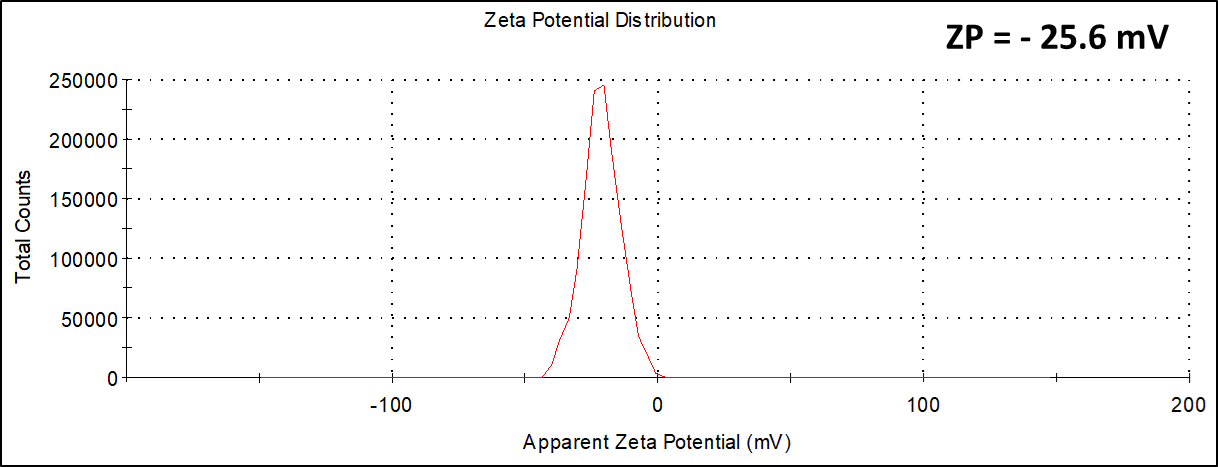 Zeta Potential Distribution
ZP = - 25.6 mV
250000
200000
150000
100000
50000
0
Total Counts
-100 0 100 200
Apparent Zeta Potential (mV)